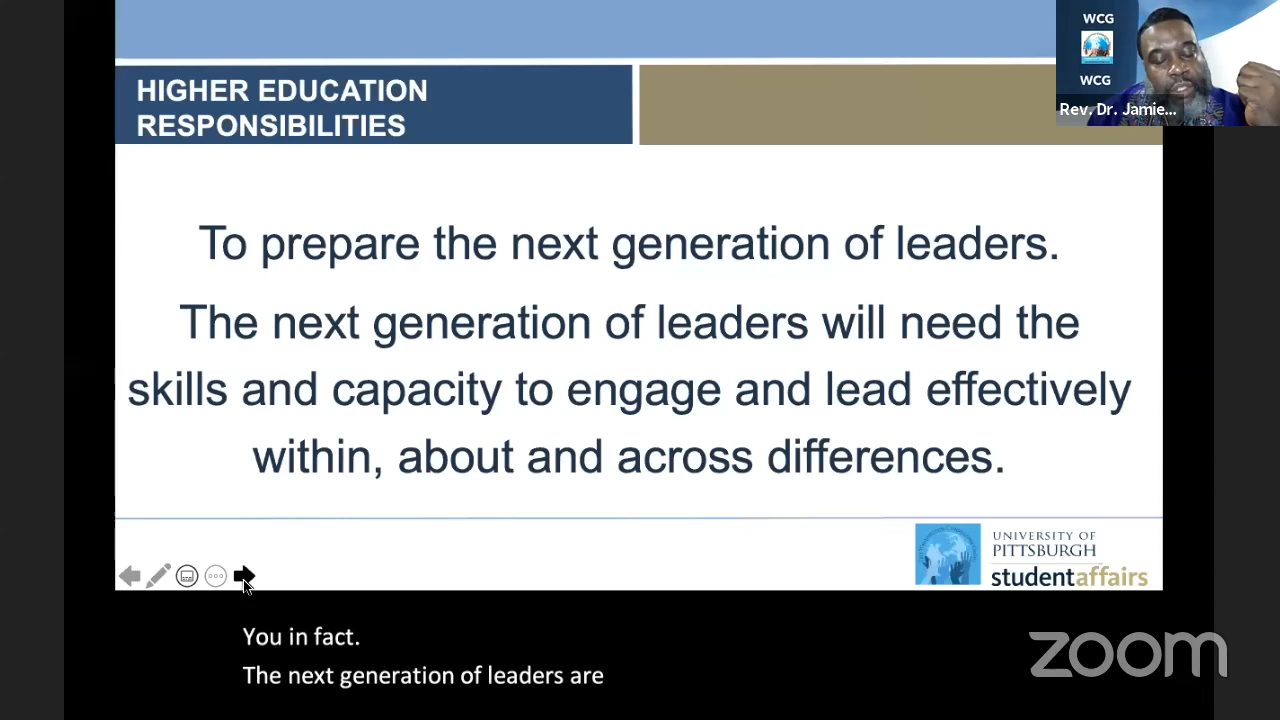 WCG
WCG
Rev. Dr. Jamie...
HIGHER EDUCATION
RESPONSIBILITIES
To prepare the next generation of leaders.
The next generation of leaders will need the
skills and capacity to engage and lead effectively
within, about and across differences.
UNIVERSITY OF
PITTSBURGH
studentaffairs
You in fact.
The next generation of leaders are
zoom